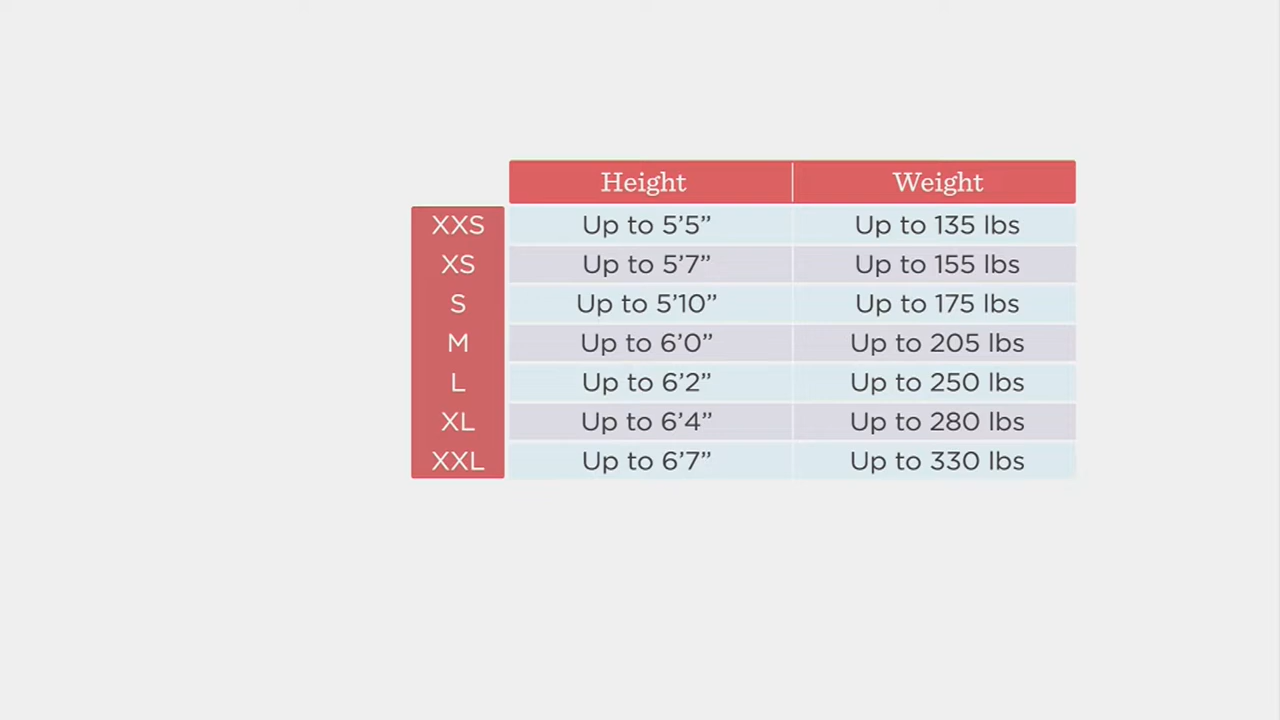 Height Weight
XXS Up to 5’5” Up to 135 lbs
XS Up to 5’7” Up to 155 lbs
S Up to 5’10” Up to 175 lbs
M Up to 6’0” Up to 205 lbs
L Up to 6’2” Up to 250 lbs
XL Up to 6’4” Up to 280 lbs
XXL Up to 6’7” Up to 330 lbs